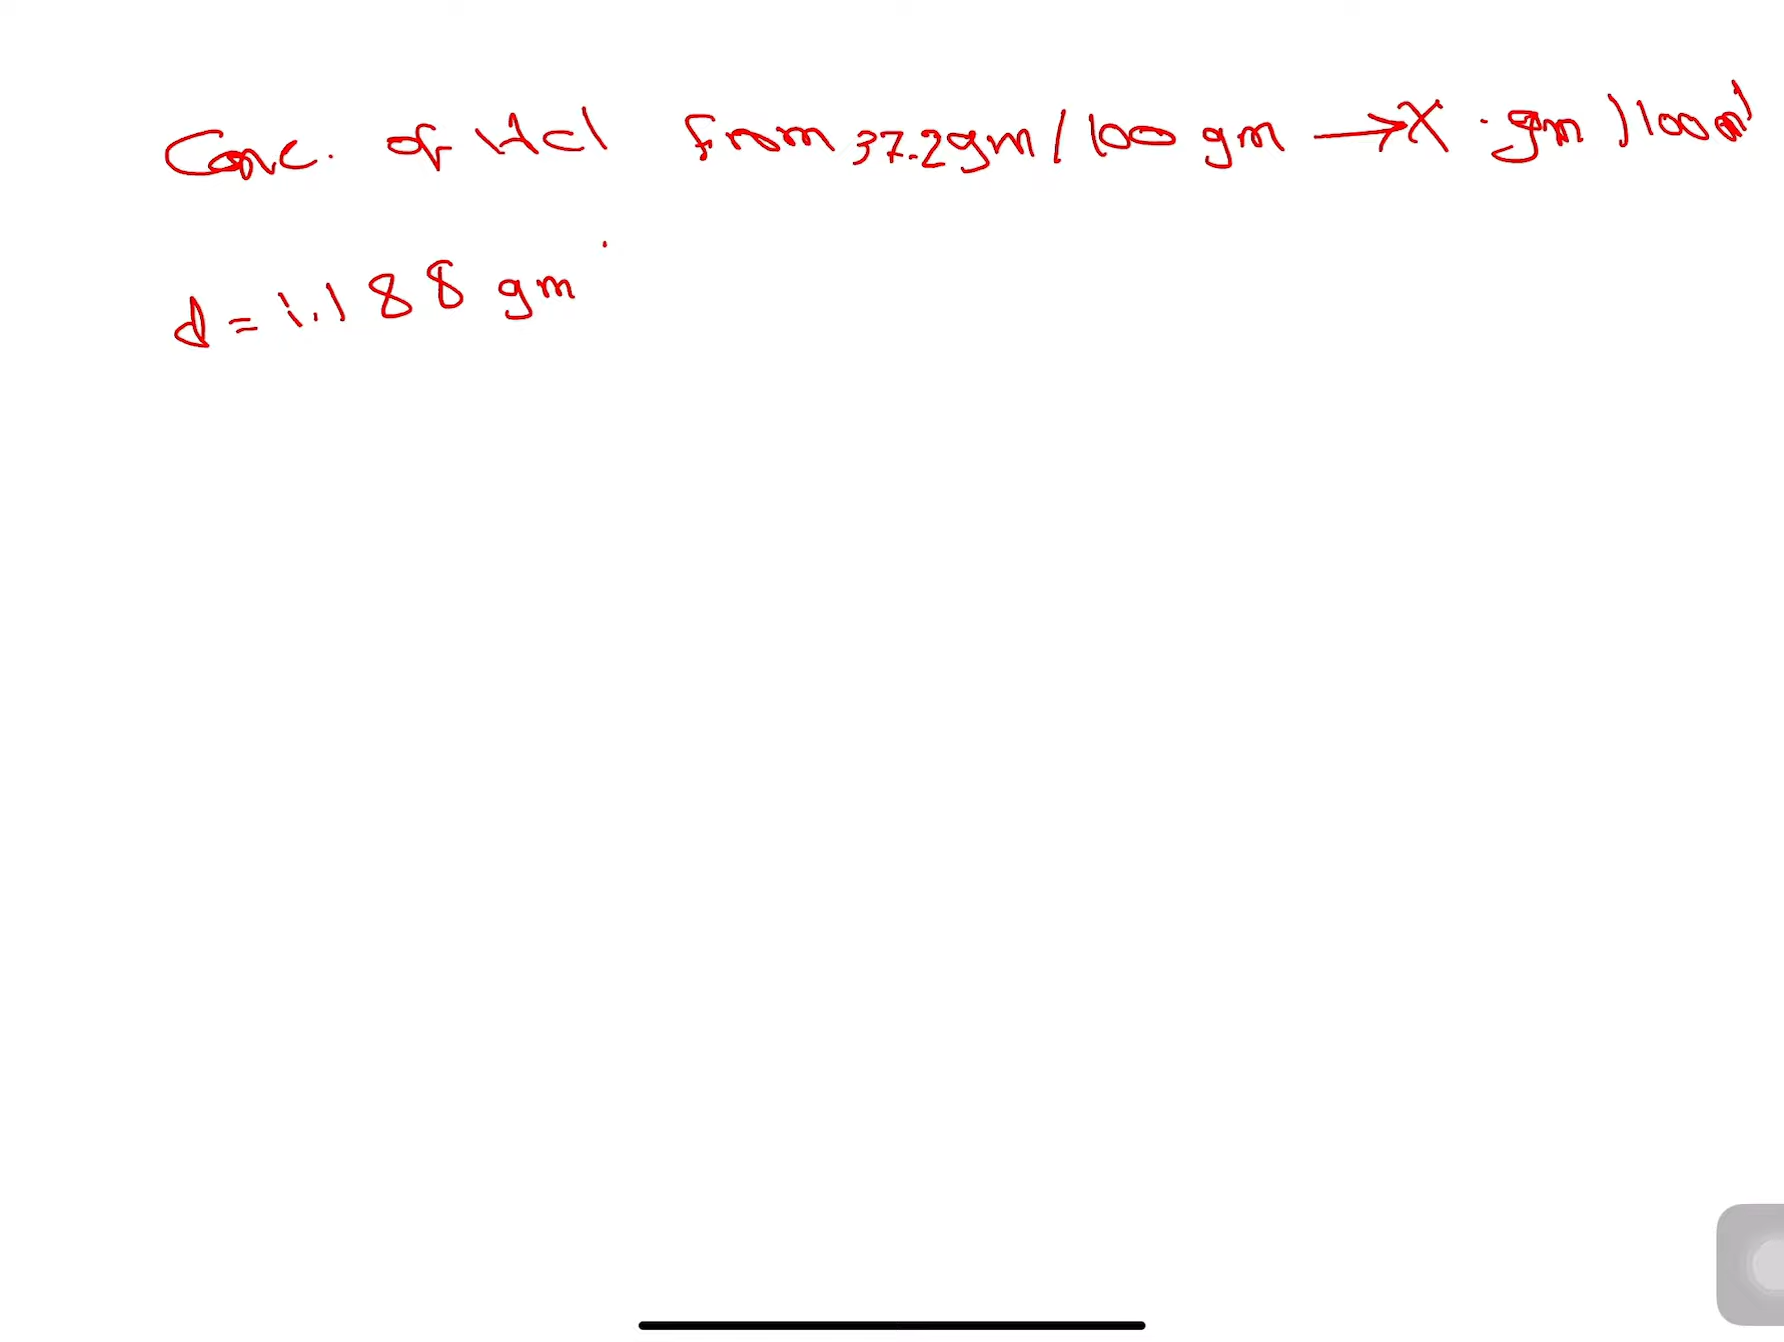 Conc. of Hcl from 37.2gm/100 gm → X gm/100ml
d = 1.188 gm